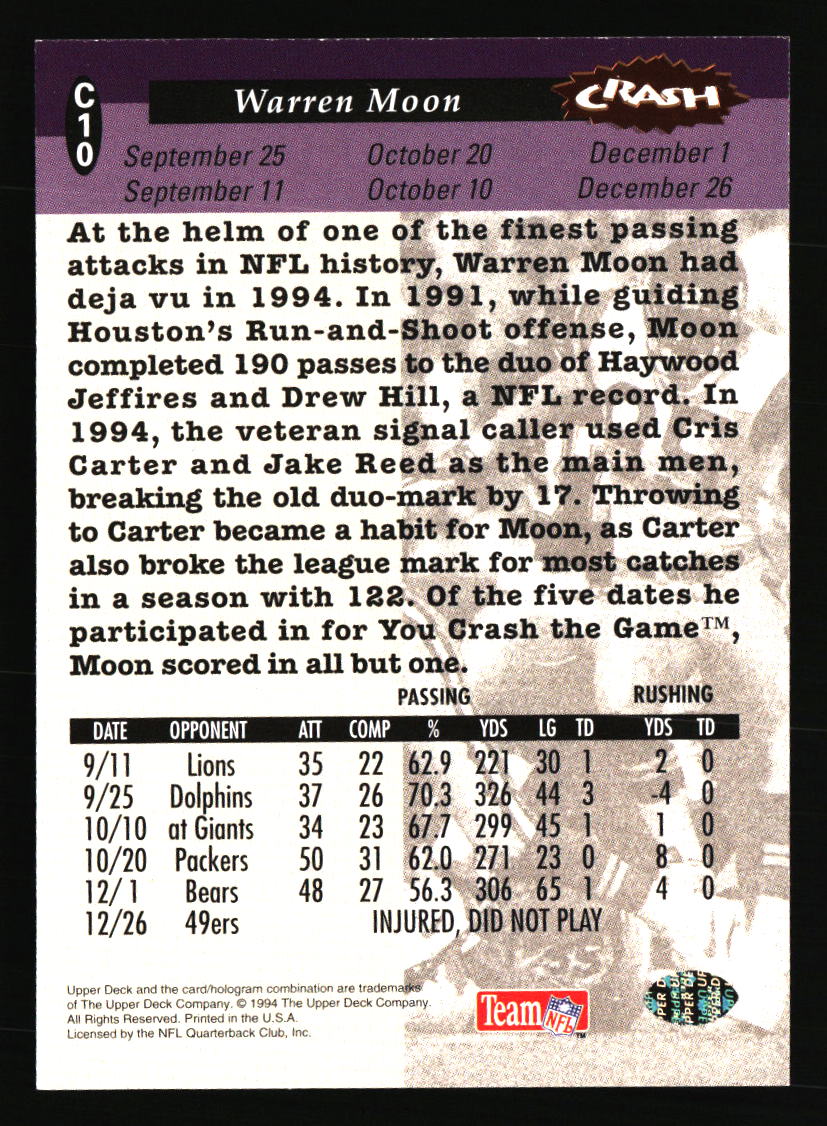 C10
Warren Moon
CRASH
September 25 October 20 December 1
September 11 October 10 December 26
At the helm of one of the finest passing
attacks in NFL history, Warren Moon had
deja vu in 1994. In 1991, while guiding
Houston's Run-and-Shoot offense, Moon
completed 190 passes to the duo of Haywood
Jeffires and Drew Hill, a NFL record. In
1994, the veteran signal caller used Cris
Carter and Jake Reed as the main men,
breaking the old duo-mark by 17. Throwing
to Carter became a habit for Moon, as Carter
also broke the league mark for most catches
in a season with 122. Of the five dates he
participated in for You Crash the Game™,
Moon scored in all but one.
PASSING RUSHING
DATE OPPONENT ATT COMP % YDS LG TD YDS TD
9/11 Lions 35 22 62.9 221 30 1 2 0
9/25 Dolphins 37 26 70.3 326 44 3 -4 0
10/10 at Giants 34 23 67.7 299 45 1 1 0
10/20 Packers 50 31 62.0 271 23 0 8 0
12/1 Bears 48 27 56.3 306 65 1 4 0
12/26 49ers INJURED, DID NOT PLAY
Upper Deck and the card/hologram combination are trademarks
of The Upper Deck Company. © 1994 The Upper Deck Company.
All Rights Reserved. Printed in the U.S.A.
Licensed by the NFL Quarterback Club, Inc.
Team NFL™